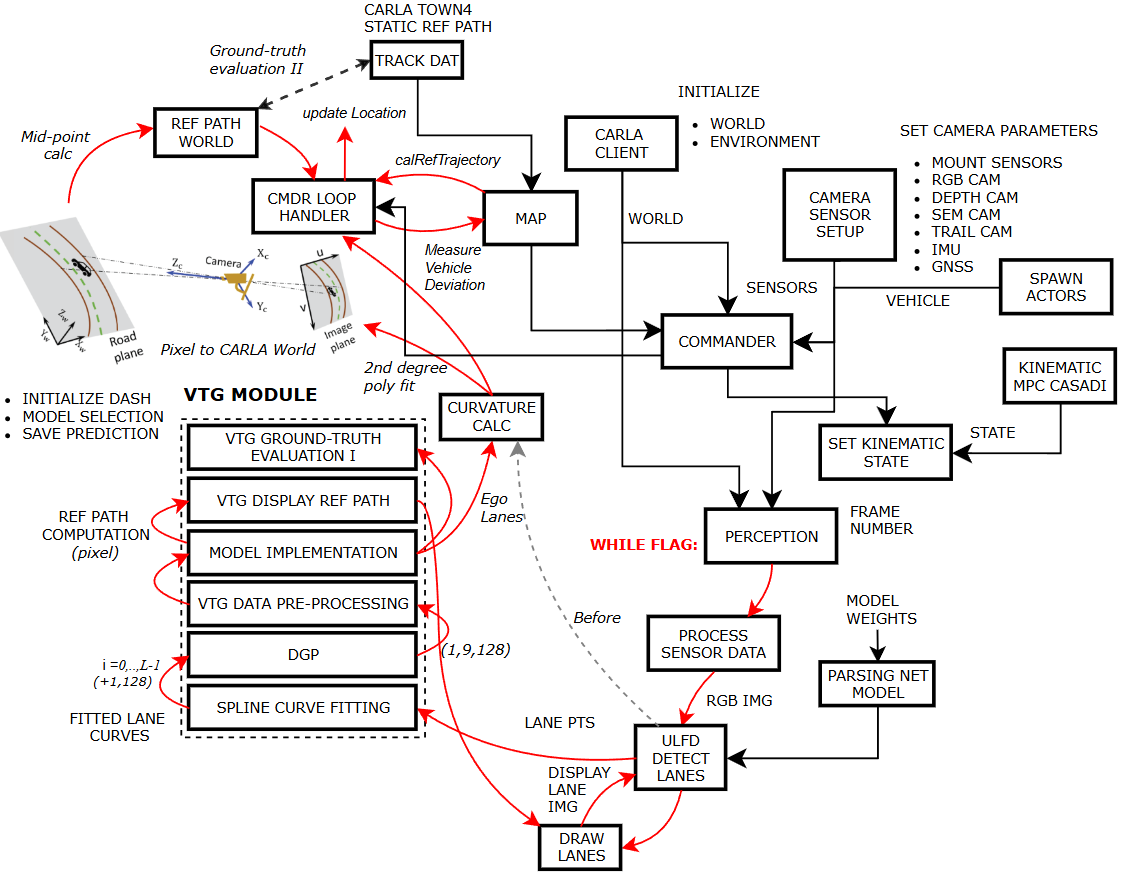 CARLA TOWN4
STATIC REF PATH
Ground-truth
evaluation II
TRACK DAT
REF PATH
WORLD
update Location
Mid-point
calc
calRefTrajectory
CMDR LOOP
HANDLER
MAP
Measure
Vehicle
Deviation
INITIALIZE
• WORLD
• ENVIRONMENT
CARLA
CLIENT
WORLD
SET CAMERA PARAMETERS
• MOUNT SENSORS
• RGB CAM
• DEPTH CAM
• SEM CAM
• TRAIL CAM
• IMU
• GNSS
CAMERA
SENSOR
SETUP
SENSORS
VEHICLE
SPAWN
ACTORS
COMMANDER
KINEMATIC
MPC CASADI
STATE
SET KINEMATIC
STATE
Zc
Camera
Xc
Yc
u
v
Zw
Yw
Xw
Road
plane
Image
plane
Pixel to CARLA World
2nd degree
poly fit
• INITIALIZE DASH
• MODEL SELECTION
• SAVE PREDICTION
VTG MODULE
CURVATURE
CALC
VTG GROUND-TRUTH
EVALUATION I
VTG DISPLAY REF PATH
MODEL IMPLEMENTATION
VTG DATA PRE-PROCESSING
DGP
SPLINE CURVE FITTING
REF PATH
COMPUTATION
(pixel)
i =0,..,L-1
(+1,128)
FITTED LANE
CURVES
Ego
Lanes
(1,9,128)
Before
WHILE FLAG:
PERCEPTION
FRAME
NUMBER
PROCESS
SENSOR DATA
RGB IMG
MODEL
WEIGHTS
PARSING NET
MODEL
LANE PTS
ULFD
DETECT
LANES
DISPLAY
LANE
IMG
DRAW
LANES